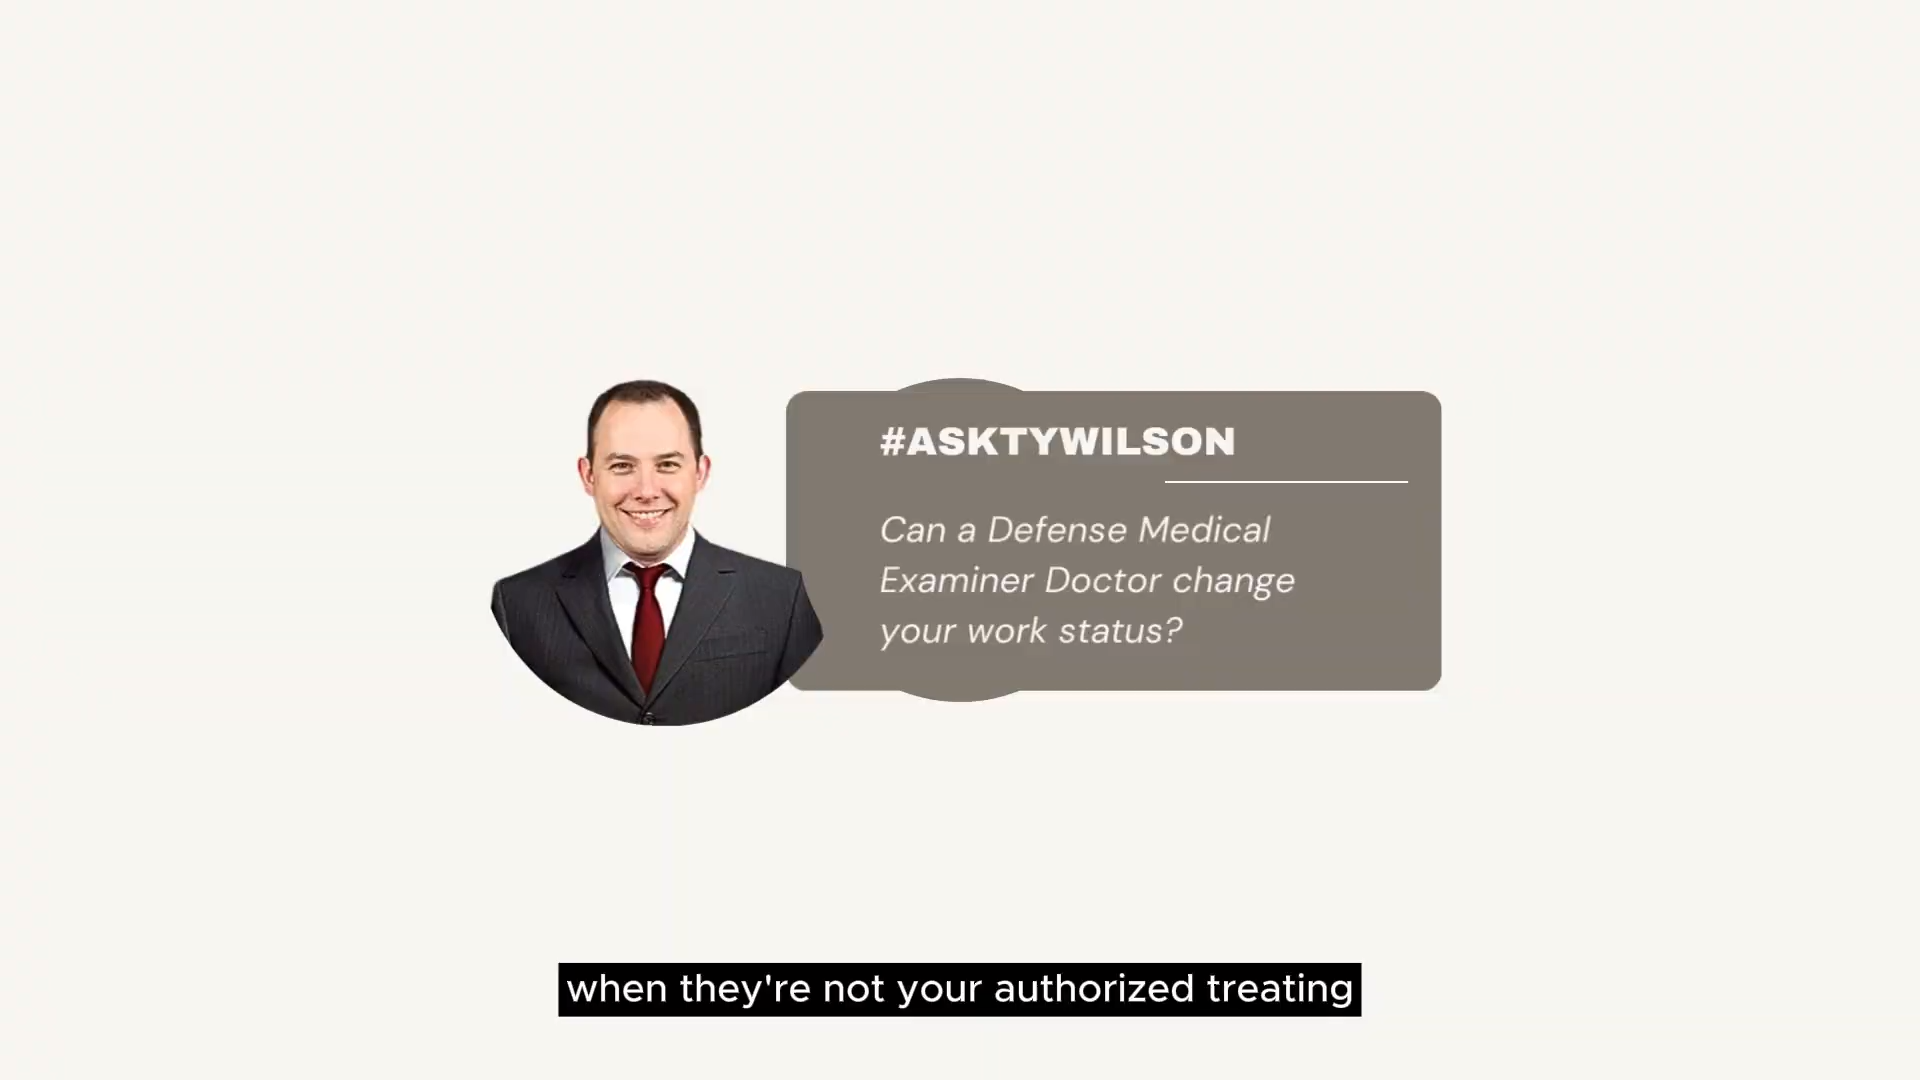 #ASKTYWILSON
Can a Defense Medical
Examiner Doctor change
your work status?
when they're not your authorized treating